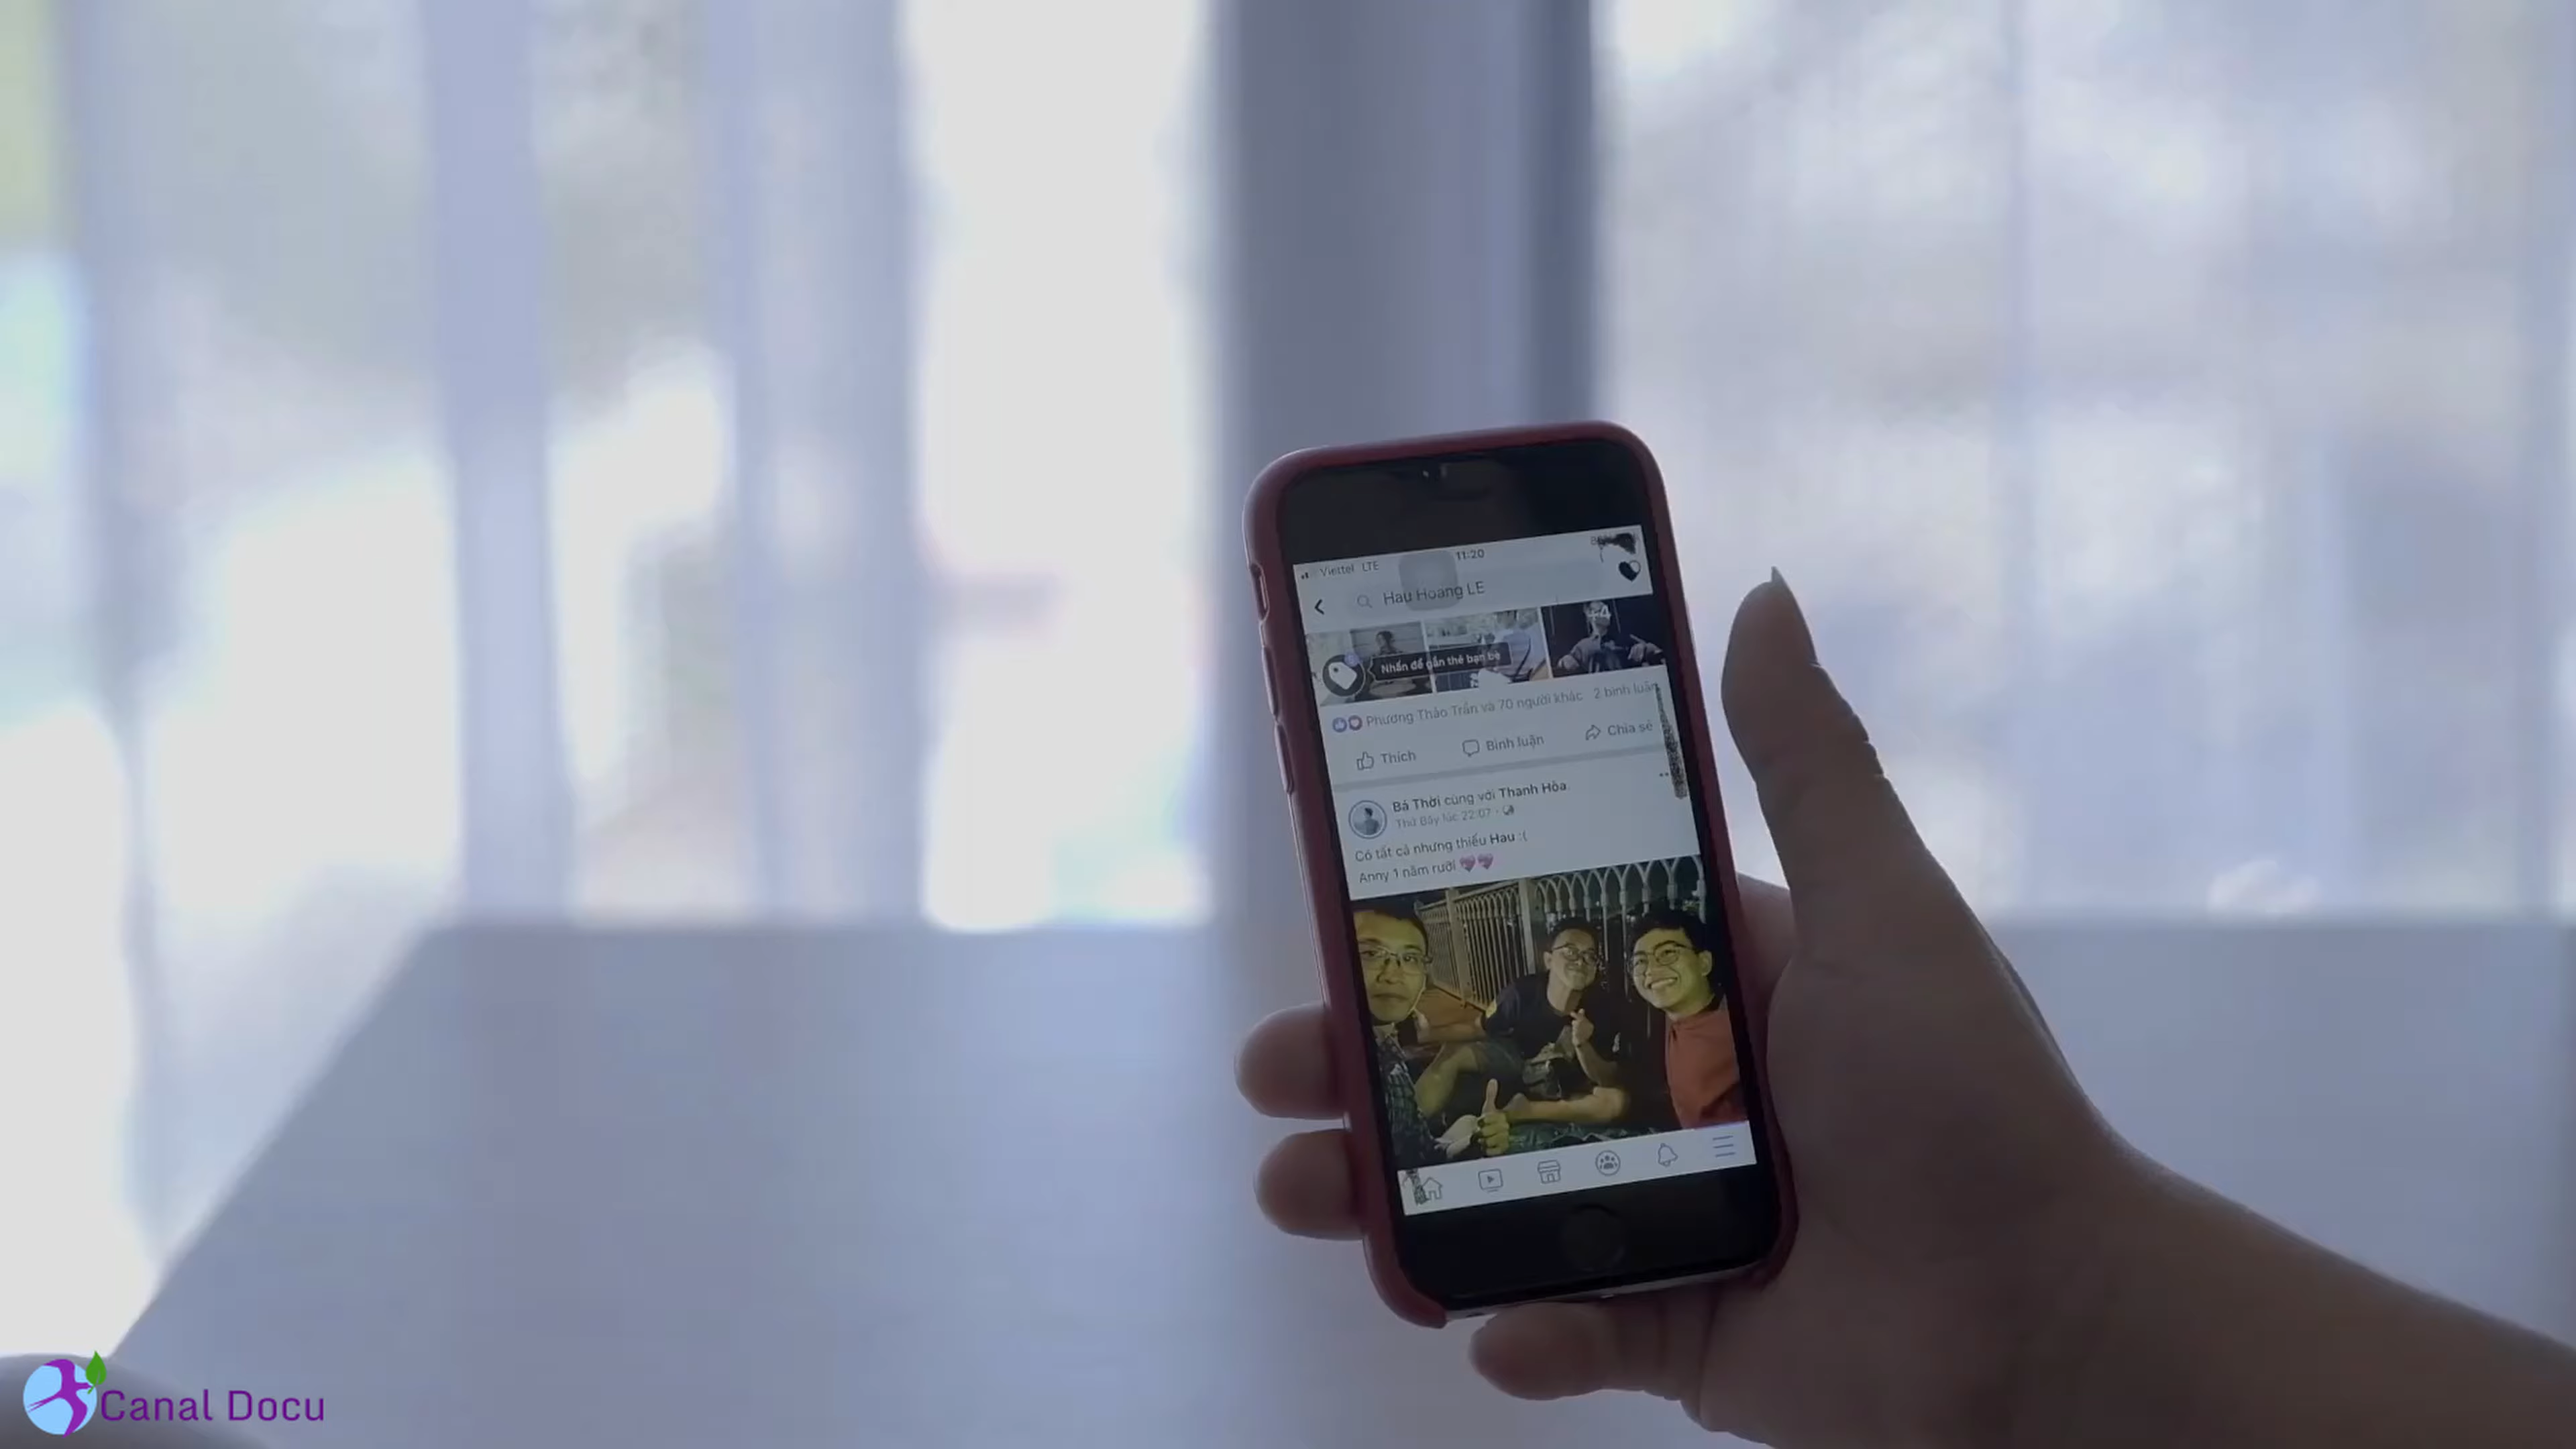 Viettel LTE 11:20
Hau Hoang LE
Nhấn để gắn thẻ bạn bè
Phương Thảo Trần và 70 người khác 2 bình luận
Thích Bình luận Chia sẻ
Bá Thời cùng với Thanh Hòa.
Thứ Bảy lúc 22:07
Có tất cả nhưng thiếu Hau :(
Anny 1 năm rưỡi 💝💝
Canal Docu